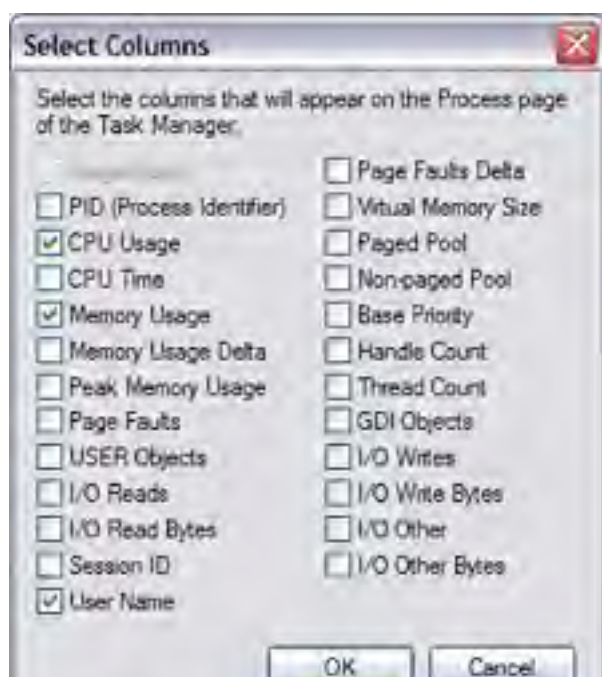 Select Columns
Select the columns that will appear on the Process page
of the Task Manager.
PID (Process Identifier)
CPU Usage
CPU Time
Memory Usage
Memory Usage Delta
Peak Memory Usage
Page Faults
USER Objects
I/O Reads
I/O Read Bytes
Session ID
User Name
Page Faults Delta
Virtual Memory Size
Paged Pool
Non-paged Pool
Base Priority
Handle Count
Thread Count
GDI Objects
I/O Writes
I/O Write Bytes
I/O Other
I/O Other Bytes
OK
Cancel